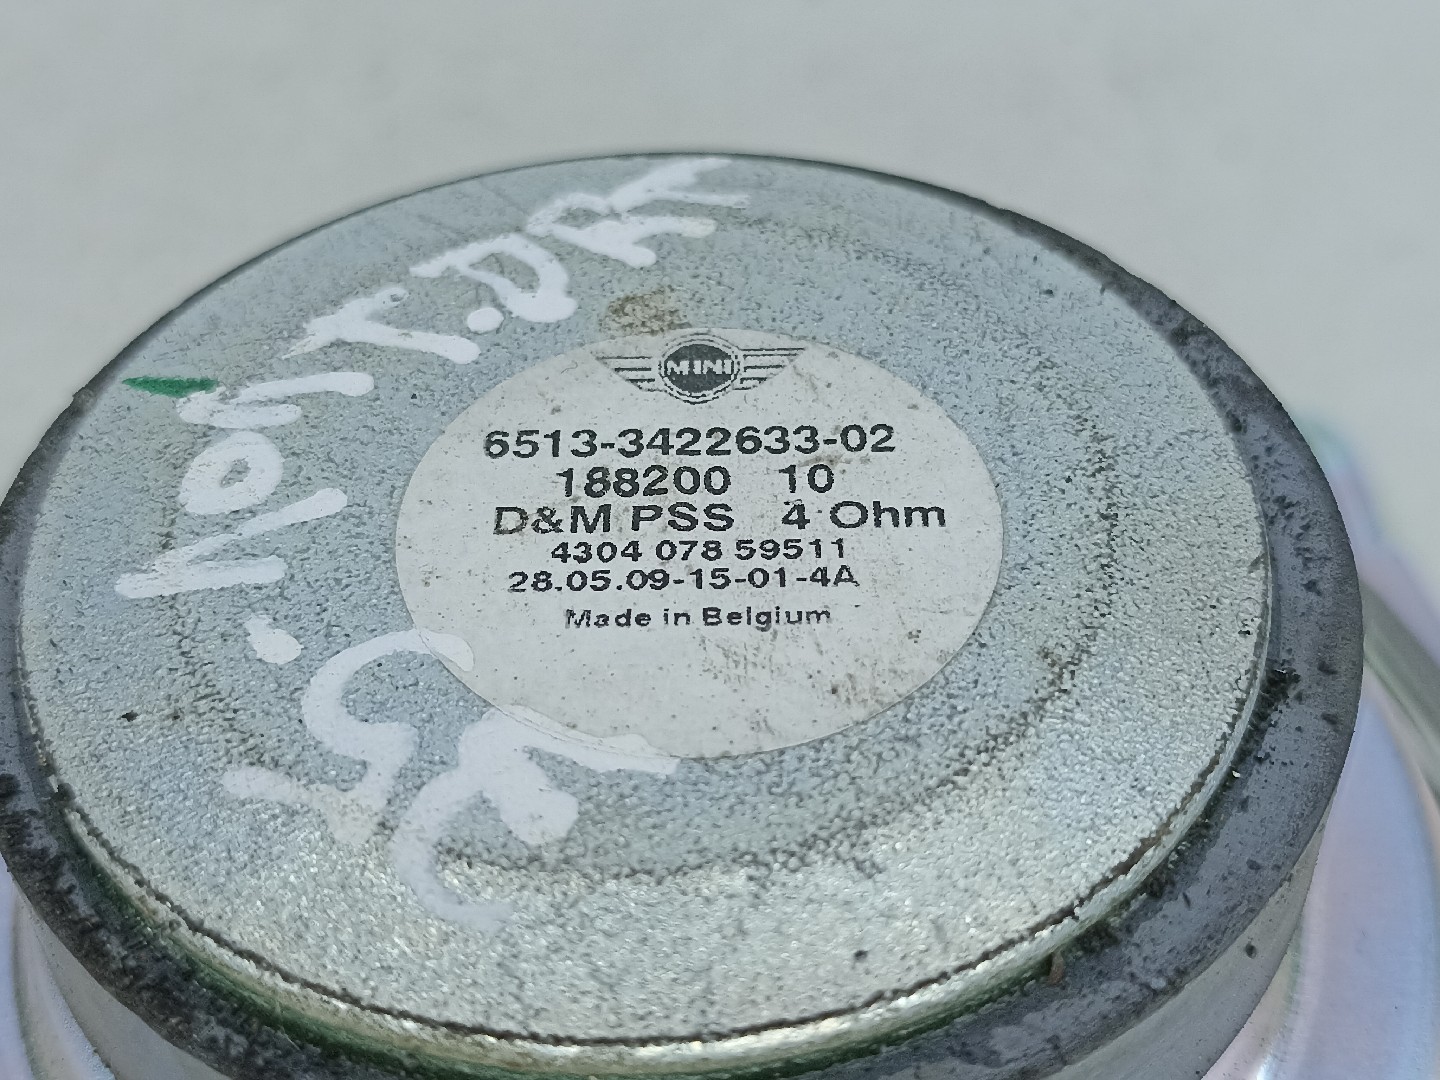 MINI
6513-3422633-02
188200 10
D&M PSS 4 Ohm
4304 078 59511
28.05.09-15-01-4A
Made in Belgium